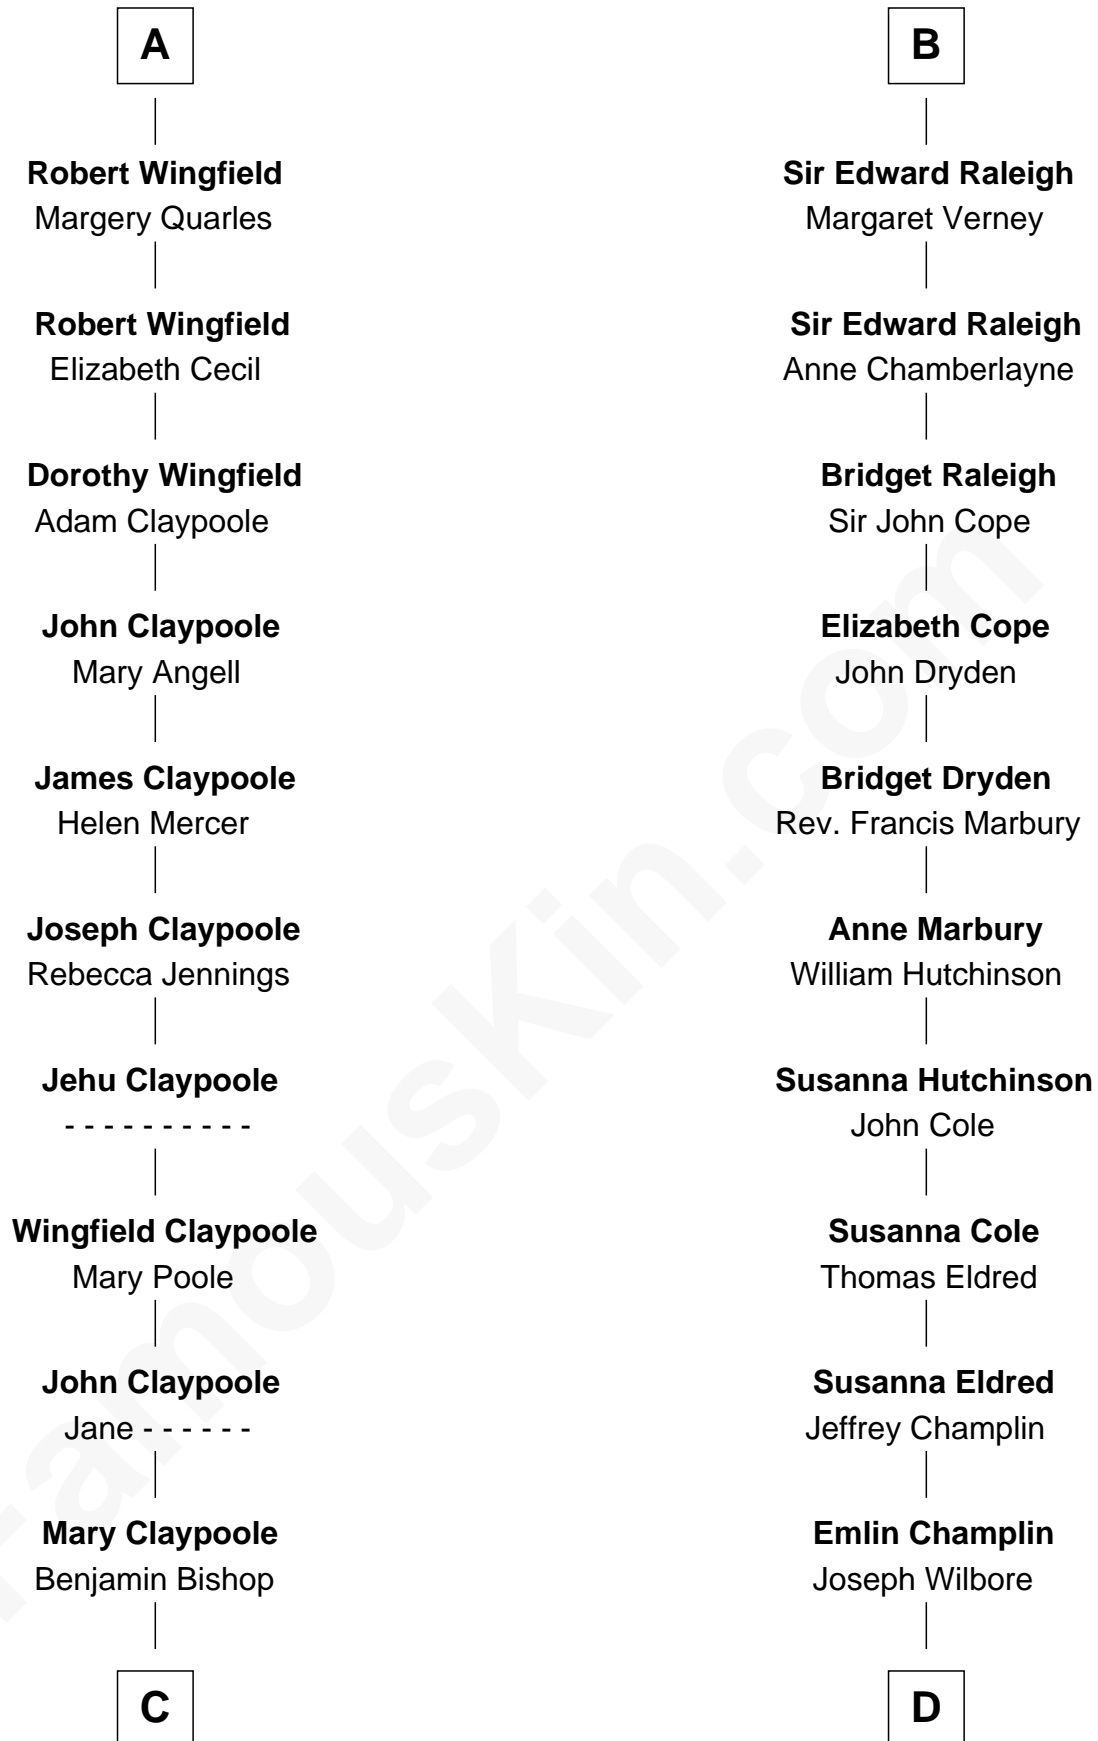 A
Robert Wingfield
Margery Quarles
Robert Wingfield
Elizabeth Cecil
Dorothy Wingfield
Adam Claypoole
John Claypoole
Mary Angell
James Claypoole
Helen Mercer
Joseph Claypoole
Rebecca Jennings
Jehu Claypoole
- - - - - - - - - -
Wingfield Claypoole
Mary Poole
John Claypoole
Jane - - - - - -
Mary Claypoole
Benjamin Bishop
C
B
Sir Edward Raleigh
Margaret Verney
Sir Edward Raleigh
Anne Chamberlayne
Bridget Raleigh
Sir John Cope
Elizabeth Cope
John Dryden
Bridget Dryden
Rev. Francis Marbury
Anne Marbury
William Hutchinson
Susanna Hutchinson
John Cole
Susanna Cole
Thomas Eldred
Susanna Eldred
Jeffrey Champlin
Emlin Champlin
Joseph Wilbore
D
FamousKin.com